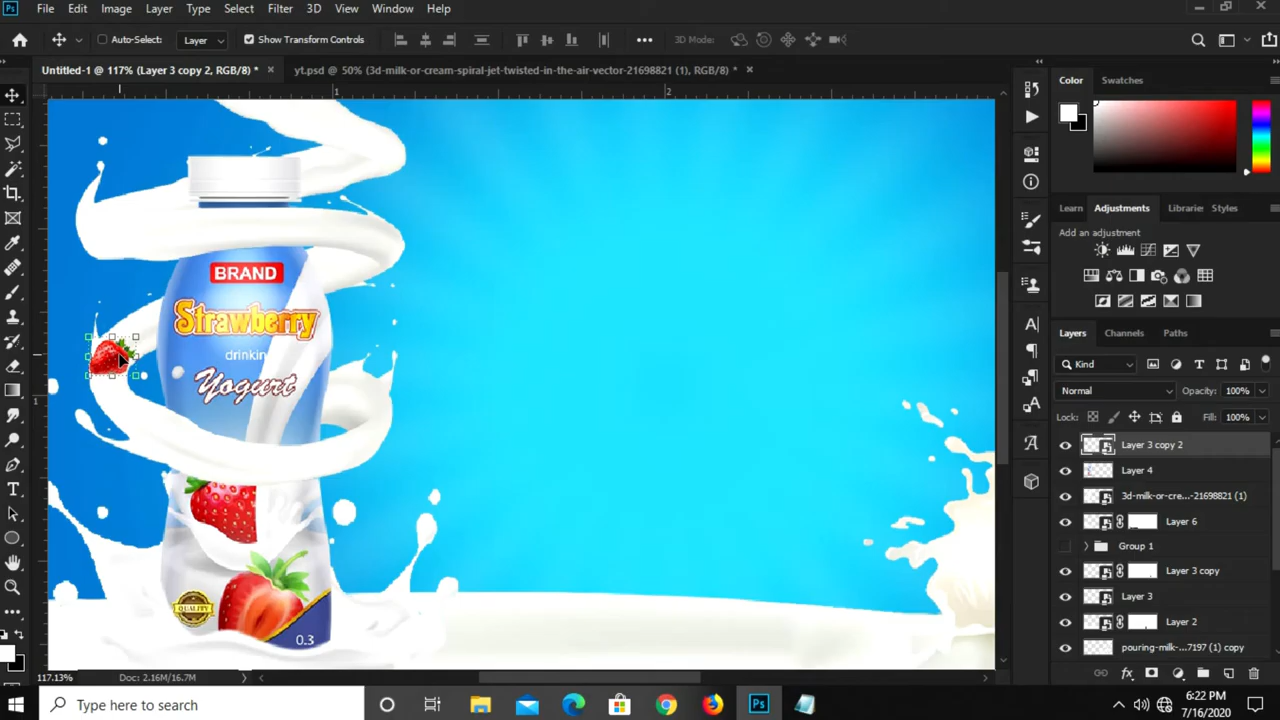 Ps File Edit Image Layer Type Select Filter 3D View Window Help
Auto-Select: Layer Show Transform Controls 3D Mode:
Untitled-1 @ 117% (Layer 3 copy 2, RGB/8) * × yt.psd @ 50% (3d-milk-or-cream-spiral-jet-twisted-in-the-air-vector-21698821 (1), RGB/8) * ×
1 2
Color Swatches
Learn Adjustments Librarie Styles
Add an adjustment
1
BRAND
Strawberry
drinkin
Yogurt
QUALITY
0.3
Layers Channels Paths
Kind
Normal Opacity: 100%
Lock: Fill: 100%
Layer 3 copy 2
Layer 4
3d-milk-or-cre...-21698821 (1)
Layer 6
Group 1
Layer 3 copy
Layer 3
Layer 2
pouring-milk-...7197 (1) copy
117.13% Doc: 2.16M/16.7M
Type here to search
6:22 PM
7/16/2020